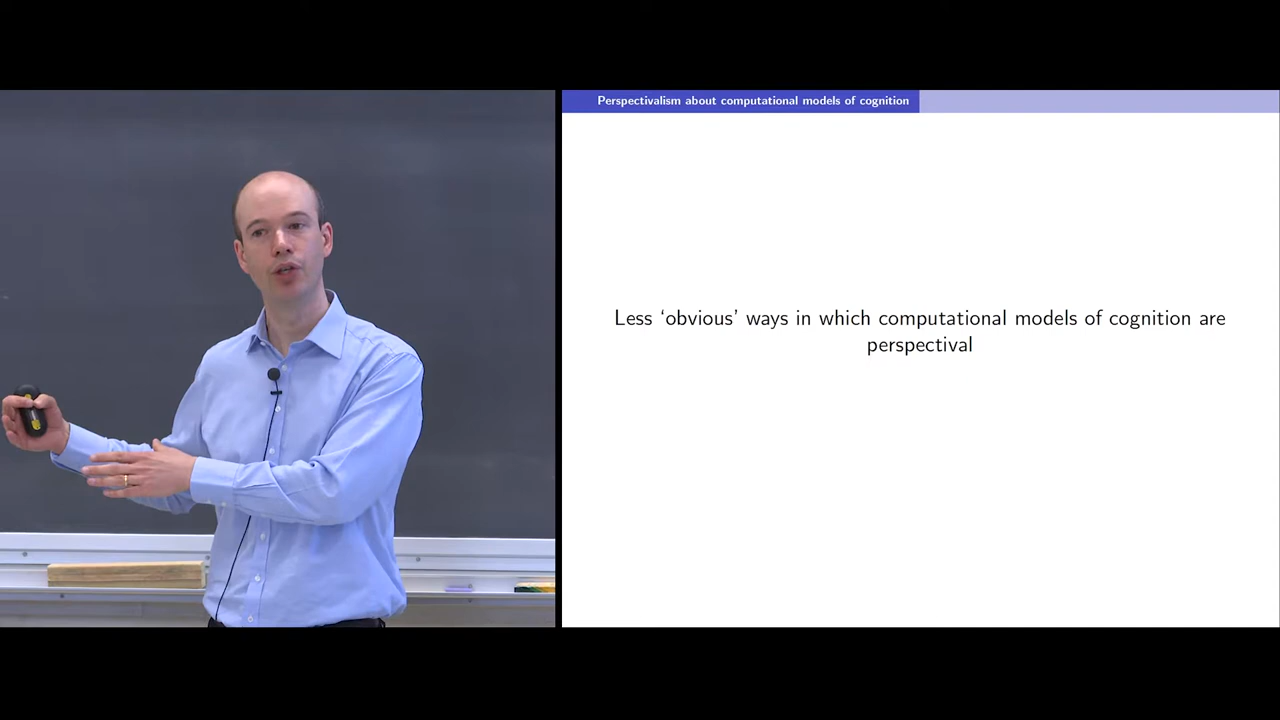 Perspectivalism about computational models of cognition
Less ‘obvious’ ways in which computational models of cognition are
perspectival